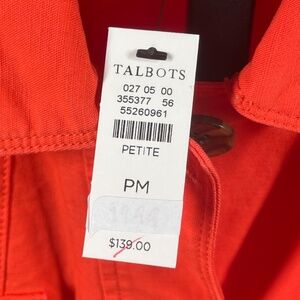 TALBOTS
027 05 00
355377 56
55260961
PETITE
PM
$139.00